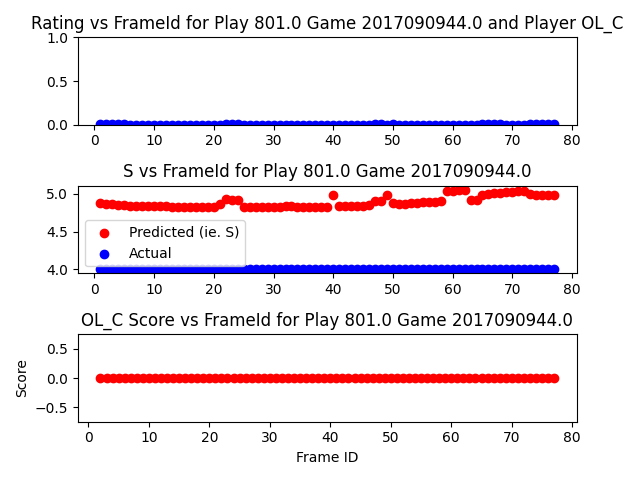 Rating vs FrameId for Play 801.0 Game 2017090944.0 and Player OL_C
1.0
0.5
0.0
0 10 20 30 40 50 60 70 80
S vs FrameId for Play 801.0 Game 2017090944.0
5.0
4.5
4.0
Predicted (ie. S)
Actual
0 10 20 30 40 50 60 70 80
OL_C Score vs FrameId for Play 801.0 Game 2017090944.0
Score
0.5
0.0
−0.5
0 10 20 30 40 50 60 70 80
Frame ID